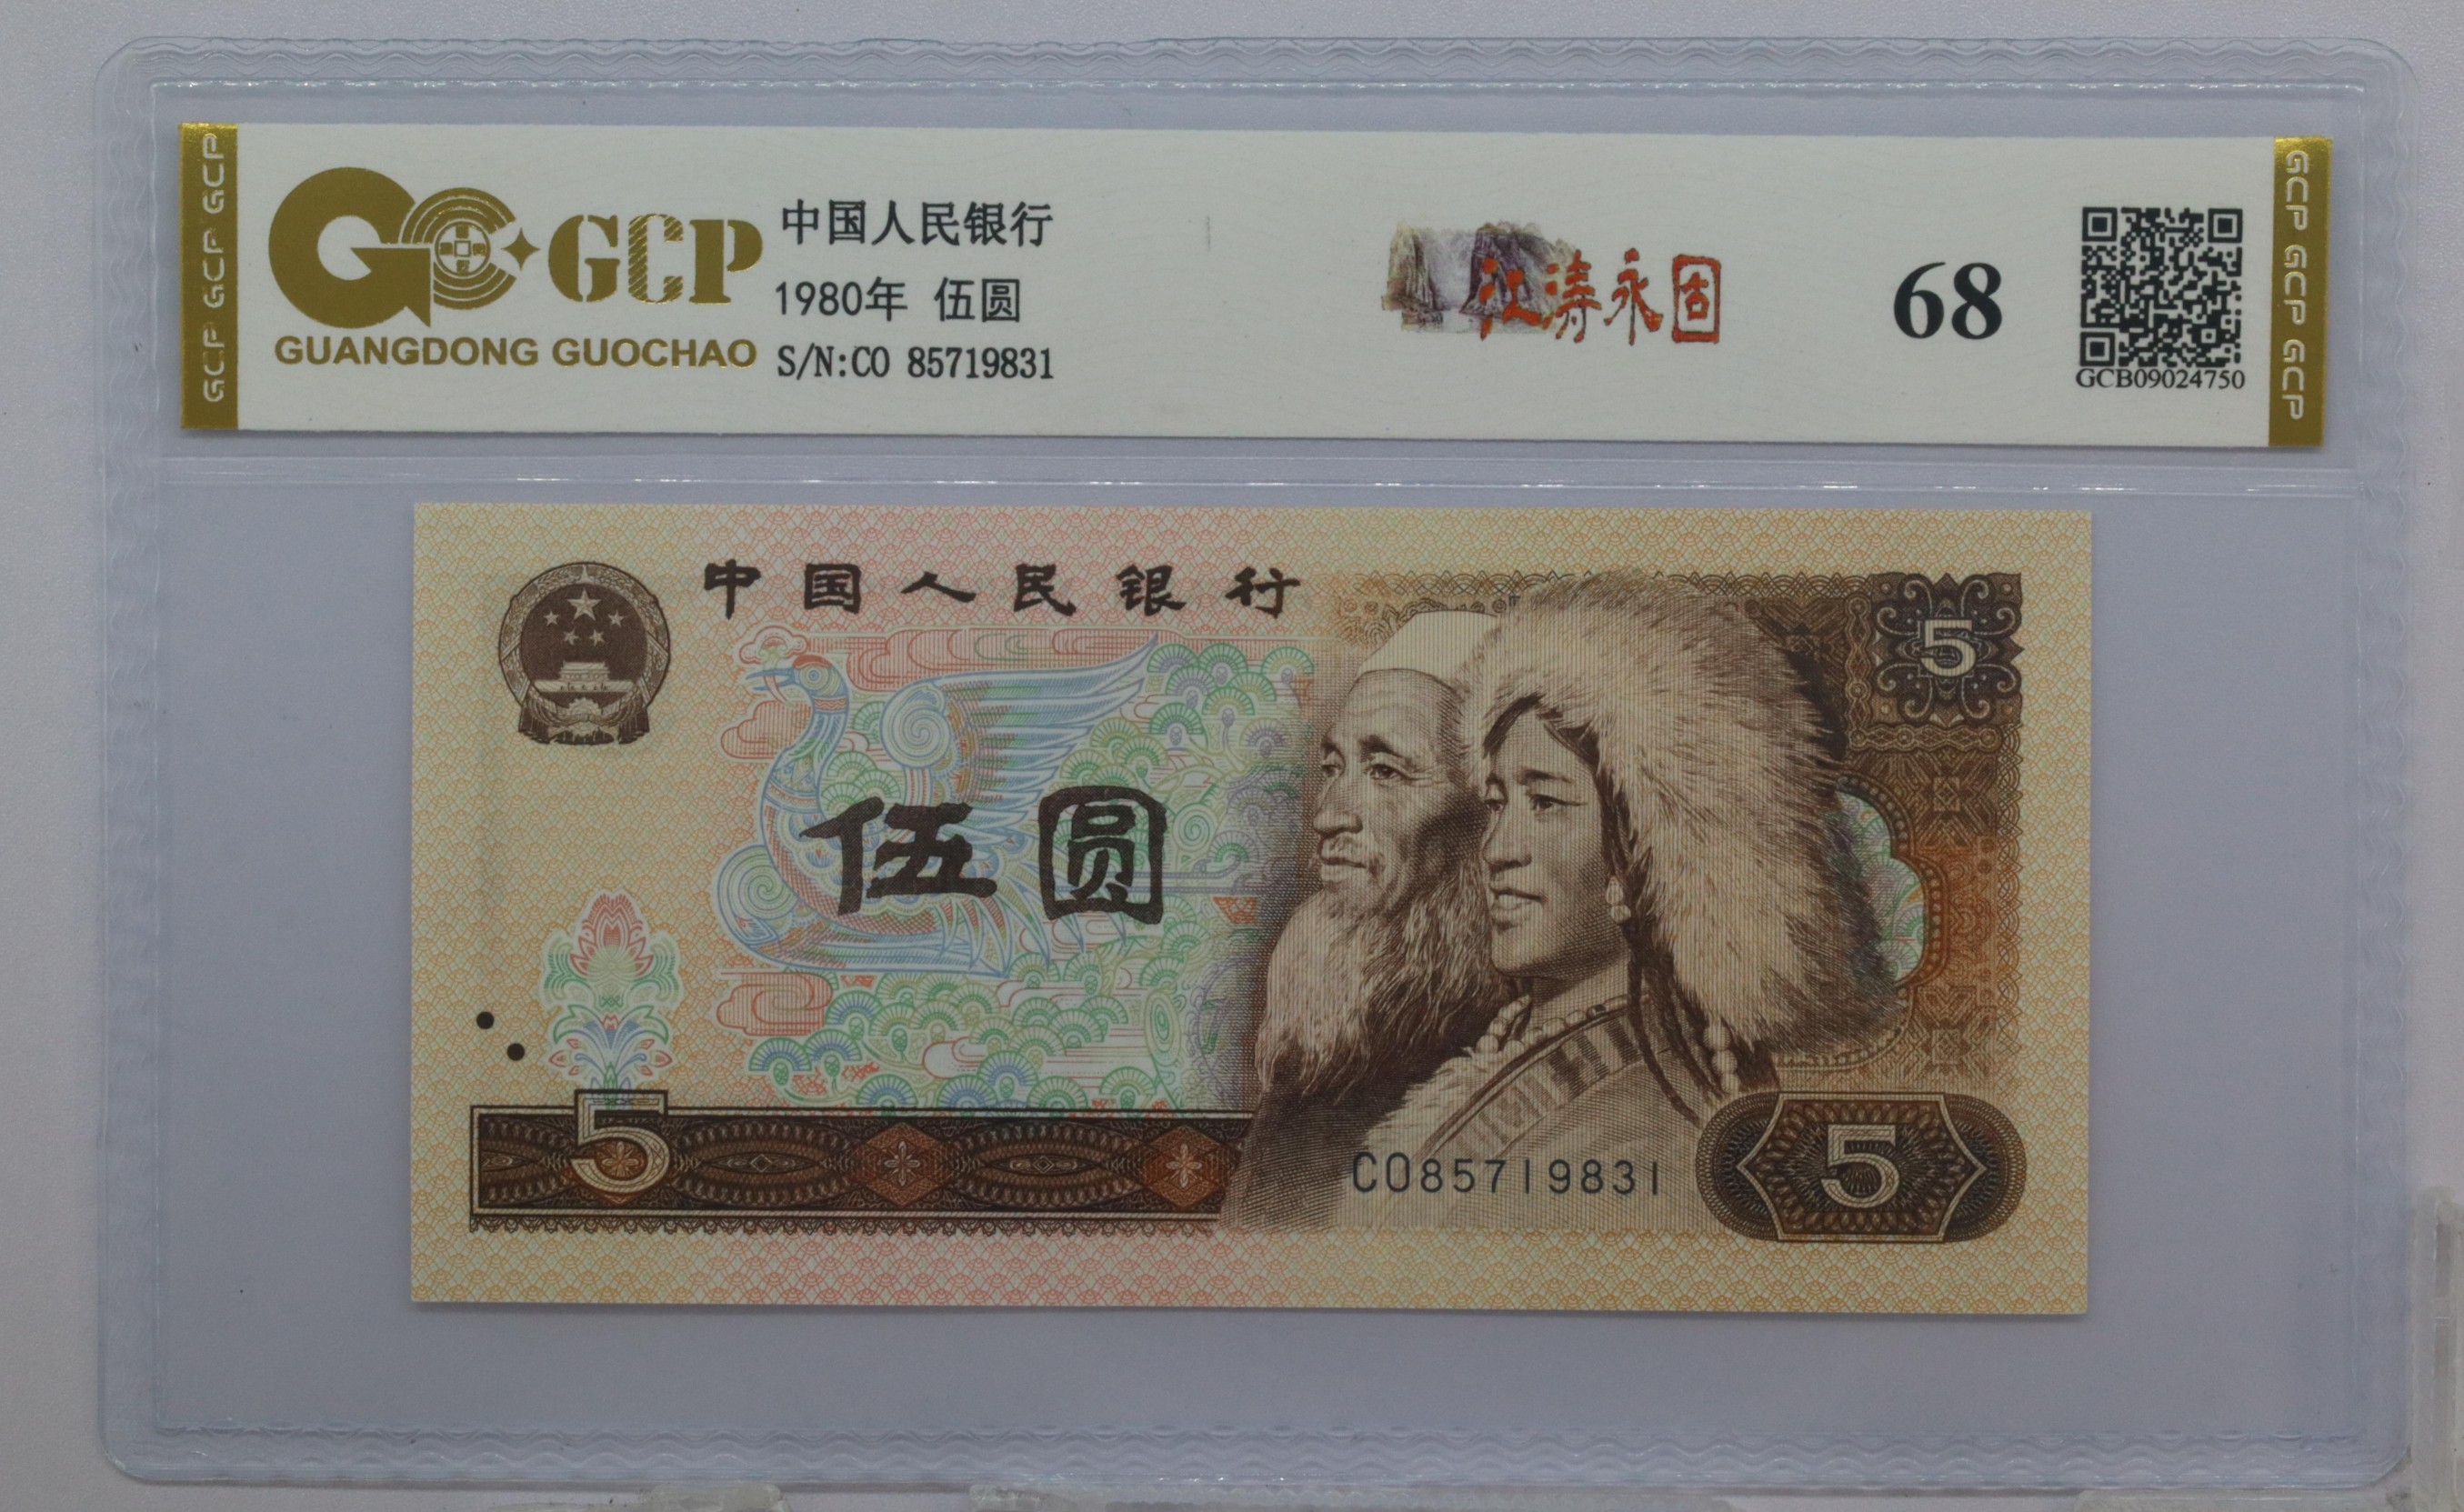 GCP GCP GCP
GCP
GUANGDONG GUOCHAO
中国人民银行
1980年 伍圆
S/N:CO 85719831
江涛永固
68
GCB09024750
GCP GCP GCP
中国人民银行
5
伍圆
5
CO85719831
5